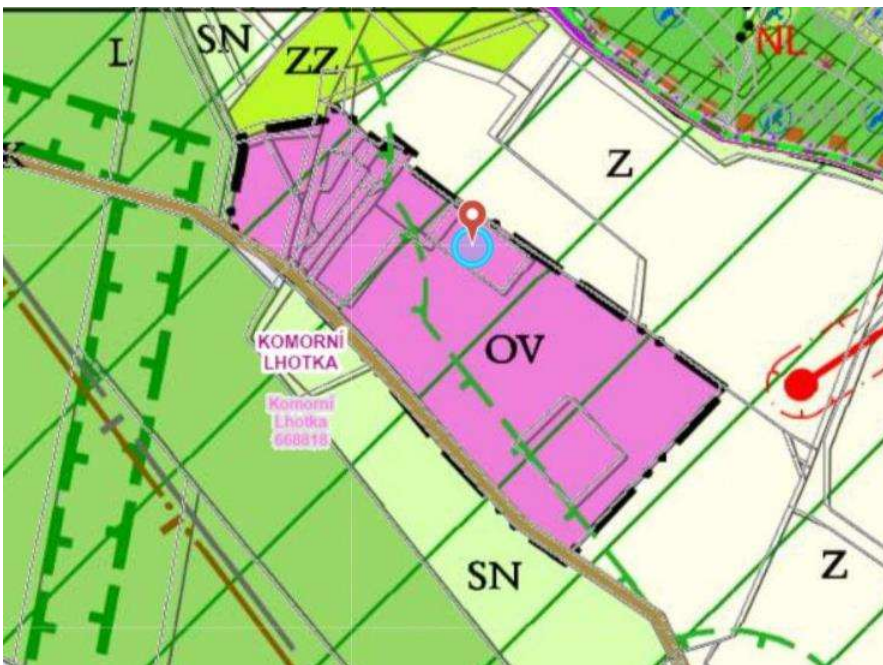 SN
L
ZZ
NL
K
Z
KOMORNÍ
LHOTKA
OV
Komorní
Lhotka
668818
SN
Z